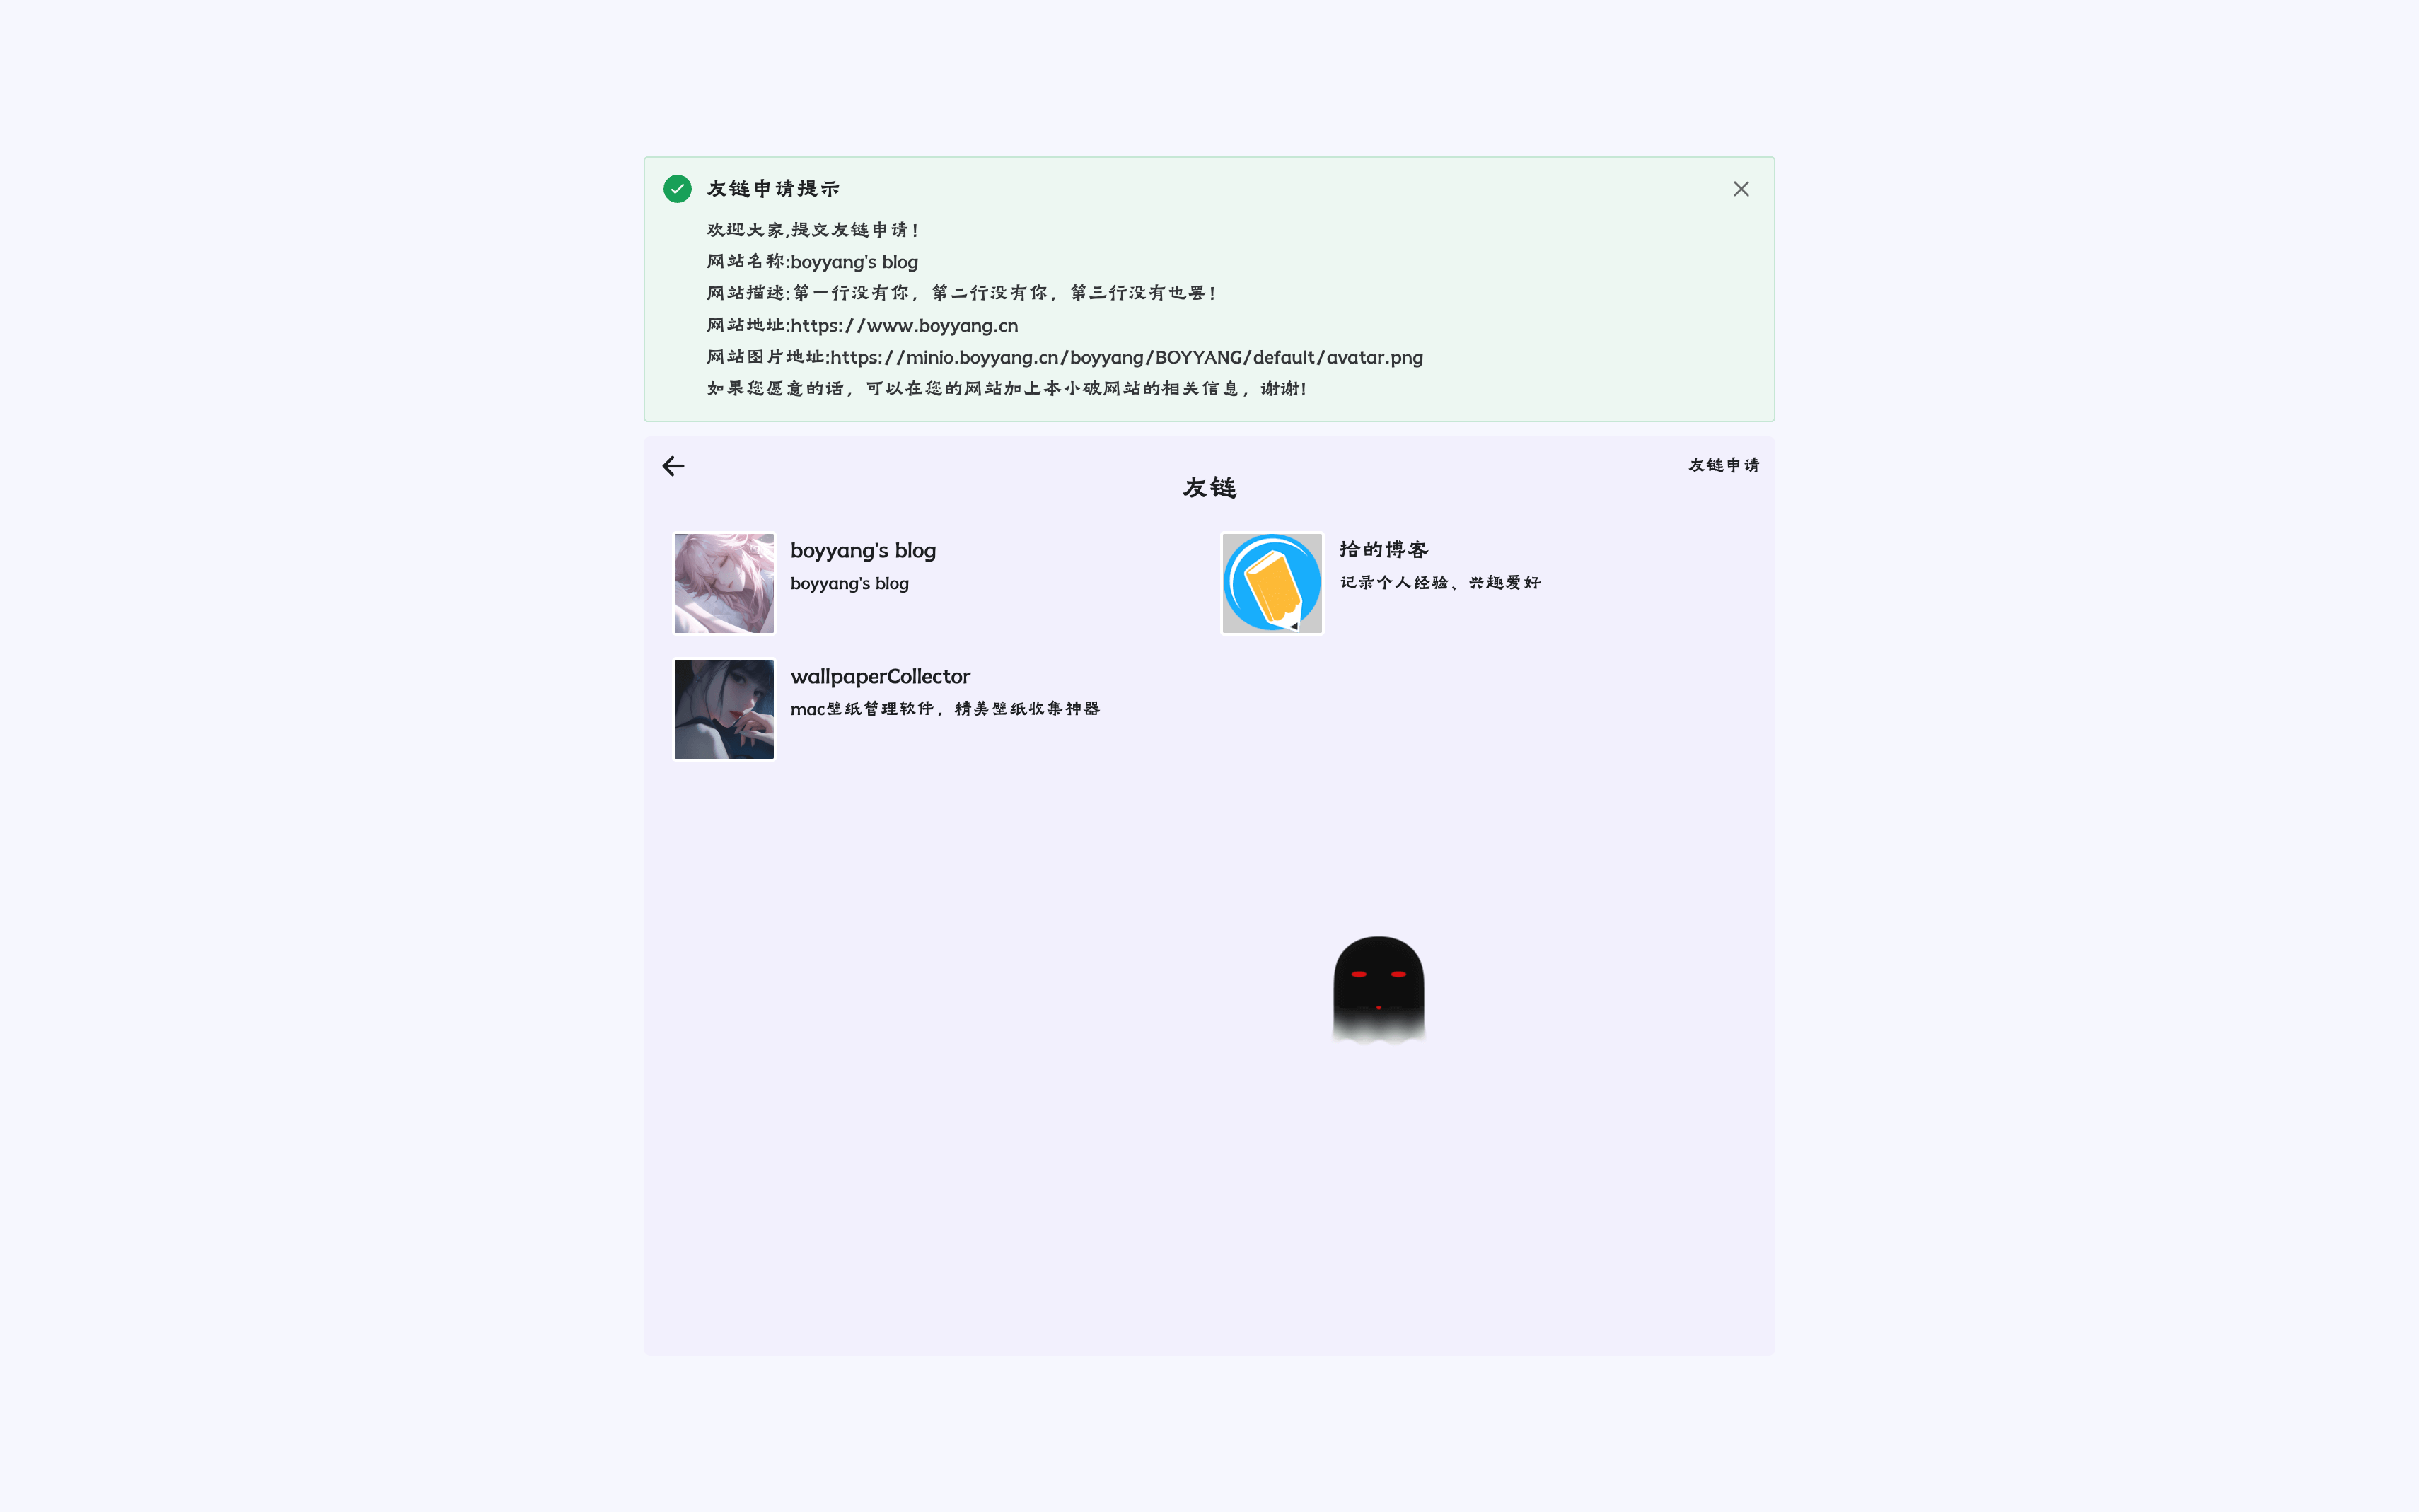 友链申请提示
欢迎大家,提交友链申请!
网站名称:boyyang's blog
网站描述:第一行没有你，第二行没有你，第三行没有也罢!
网站地址:https://www.boyyang.cn
网站图片地址:https://minio.boyyang.cn/boyyang/BOYYANG/default/avatar.png
如果您愿意的话，可以在您的网站加上本小破网站的相关信息，谢谢!
友链申请
友链
boyyang's blog
boyyang's blog
拾的博客
记录个人经验、兴趣爱好
wallpaperCollector
mac壁纸管理软件，精美壁纸收集神器